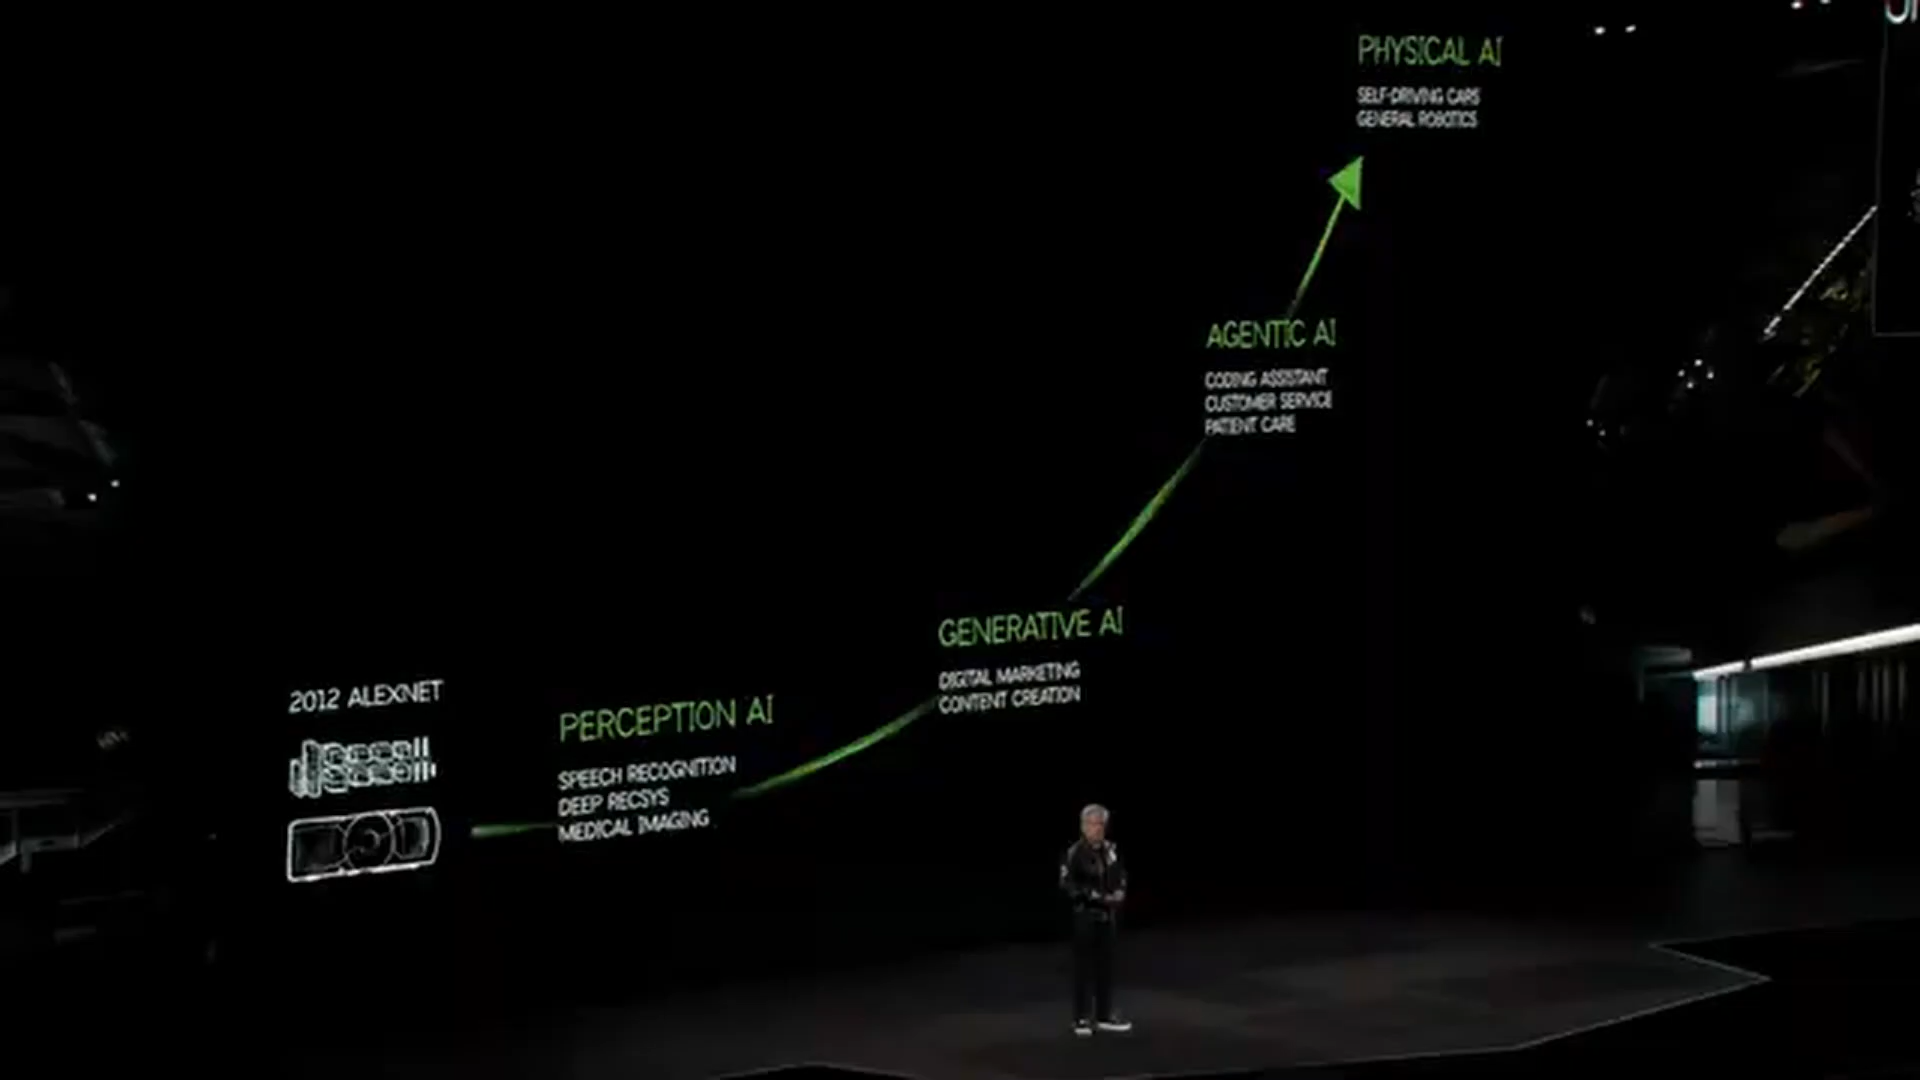 PHYSICAL AI
SELF-DRIVING CARS
GENERAL ROBOTICS
AGENTIC AI
CODING ASSISTANT
CUSTOMER SERVICE
PATIENT CARE
GENERATIVE AI
DIGITAL MARKETING
CONTENT CREATION
2012 ALEXNET
PERCEPTION AI
SPEECH RECOGNITION
DEEP RECSYS
MEDICAL IMAGING